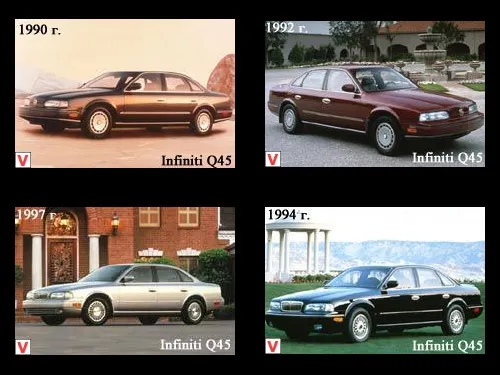 1990 г.
V
Infiniti Q45
1992 г.
V
Infiniti Q45
1997 г.
V
Infiniti Q45
1994 г.
V
Infiniti Q45